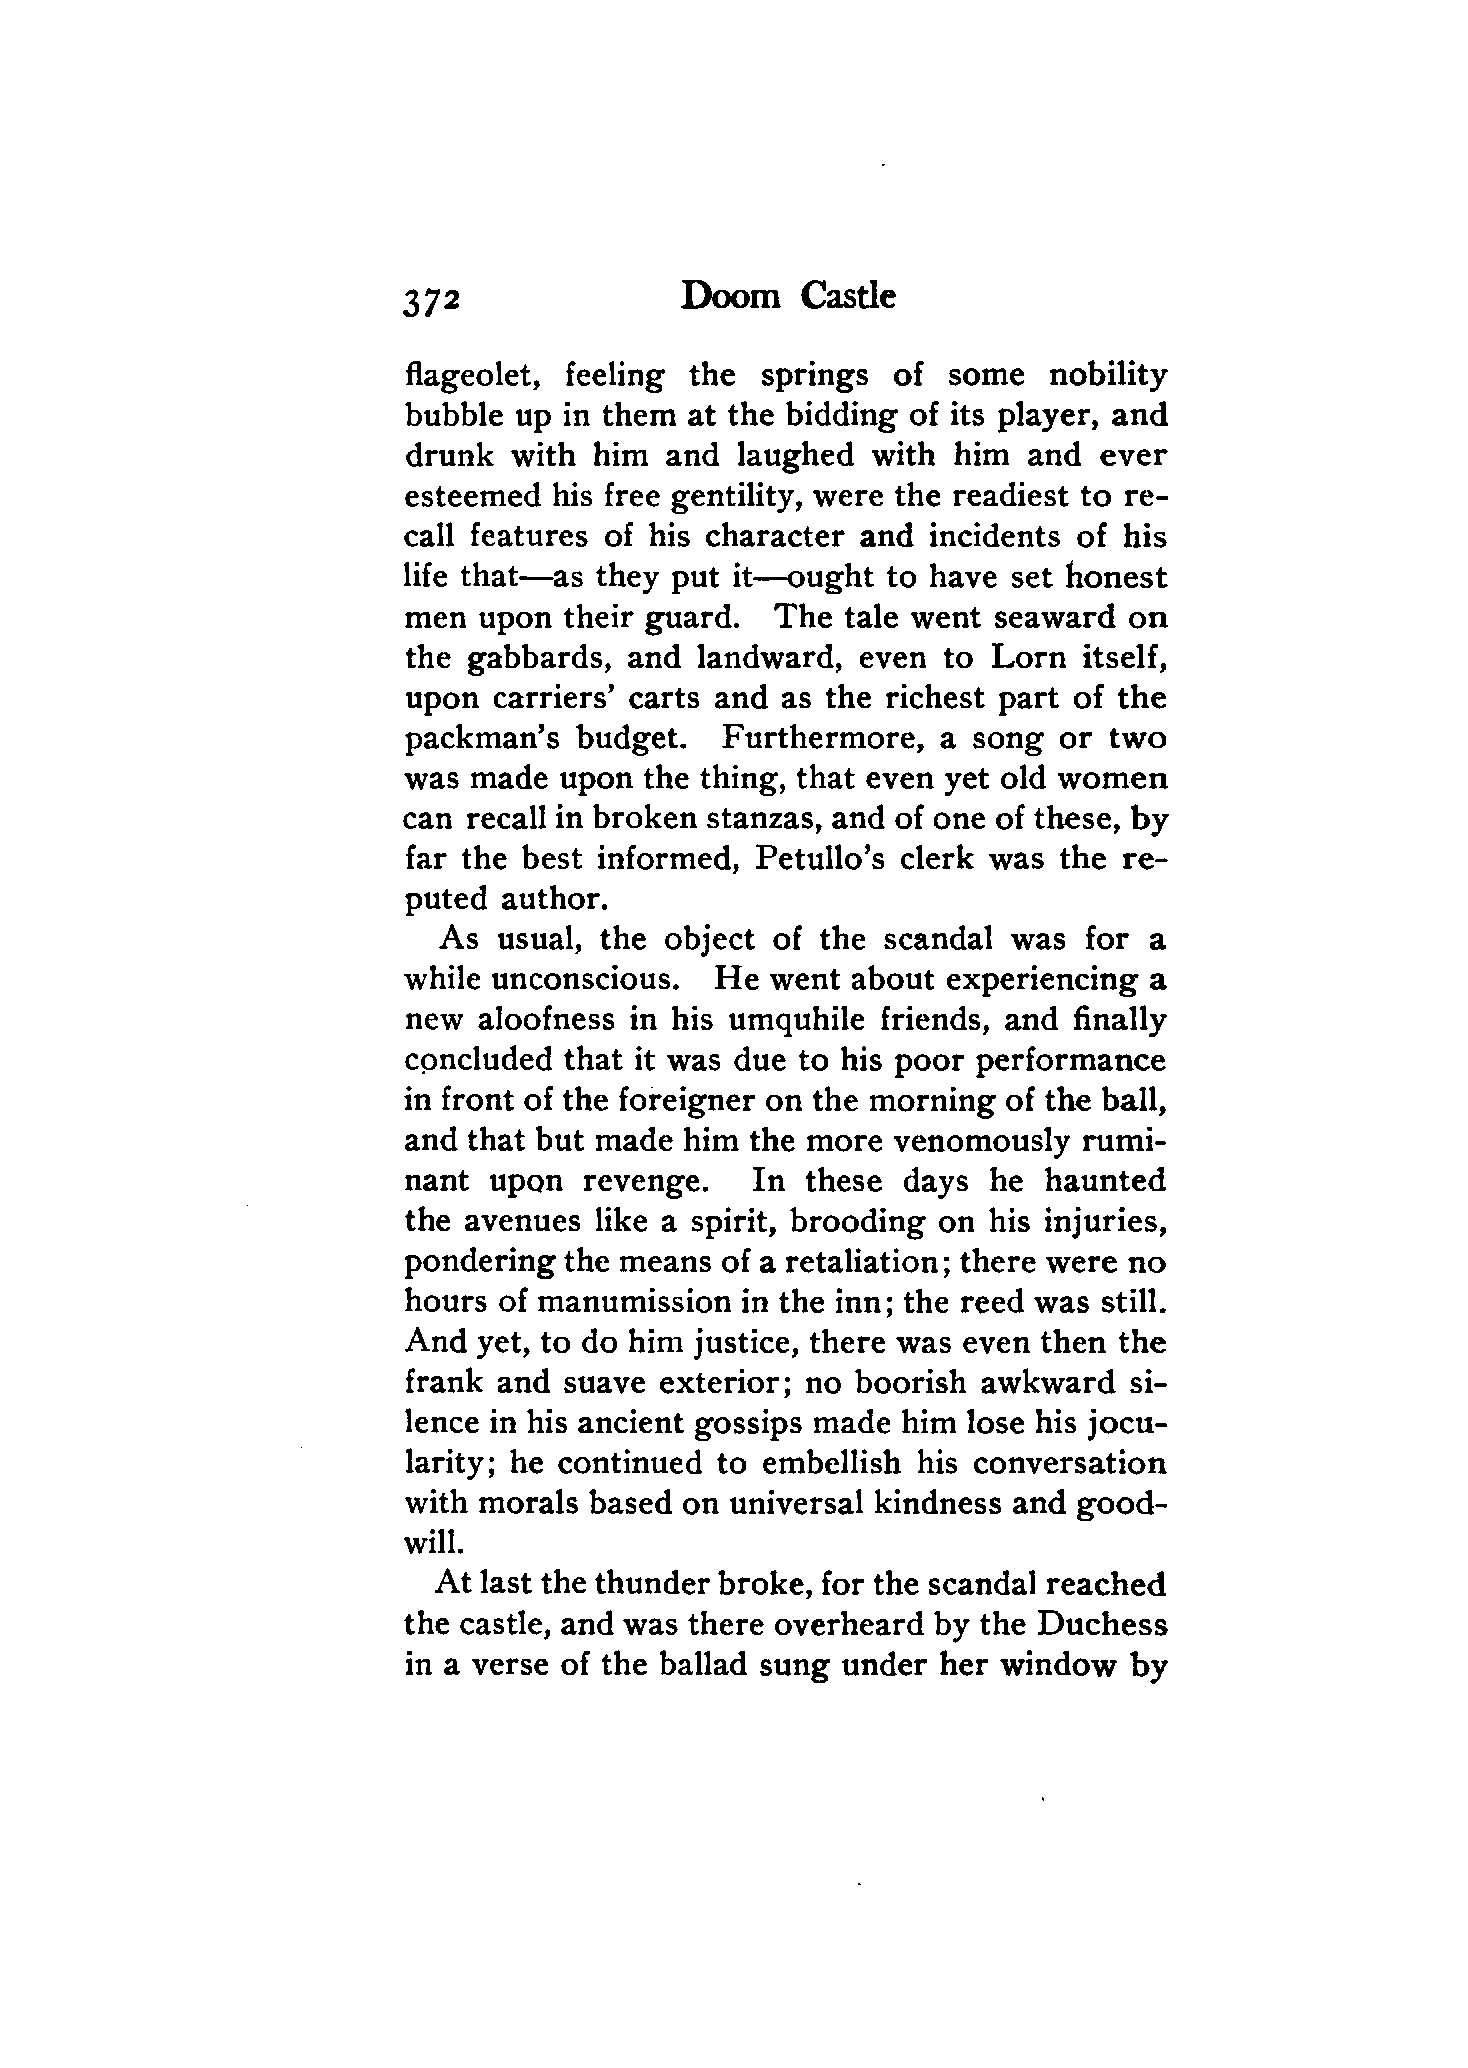 372 Doom Castle
flageolet, feeling the springs of some nobility
bubble up in them at the bidding of its player, and
drunk with him and laughed with him and ever
esteemed his free gentility, were the readiest to re-
call features of his character and incidents of his
life that—as they put it—ought to have set honest
men upon their guard. The tale went seaward on
the gabbards, and landward, even to Lorn itself,
upon carriers' carts and as the richest part of the
packman's budget. Furthermore, a song or two
was made upon the thing, that even yet old women
can recall in broken stanzas, and of one of these, by
far the best informed, Petullo's clerk was the re-
puted author.
As usual, the object of the scandal was for a
while unconscious. He went about experiencing a
new aloofness in his umquhile friends, and finally
concluded that it was due to his poor performance
in front of the foreigner on the morning of the ball,
and that but made him the more venomously rumi-
nant upon revenge. In these days he haunted
the avenues like a spirit, brooding on his injuries,
pondering the means of a retaliation; there were no
hours of manumission in the inn; the reed was still.
And yet, to do him justice, there was even then the
frank and suave exterior; no boorish awkward si-
lence in his ancient gossips made him lose his jocu-
larity; he continued to embellish his conversation
with morals based on universal kindness and good-
will.
At last the thunder broke, for the scandal reached
the castle, and was there overheard by the Duchess
in a verse of the ballad sung under her window by